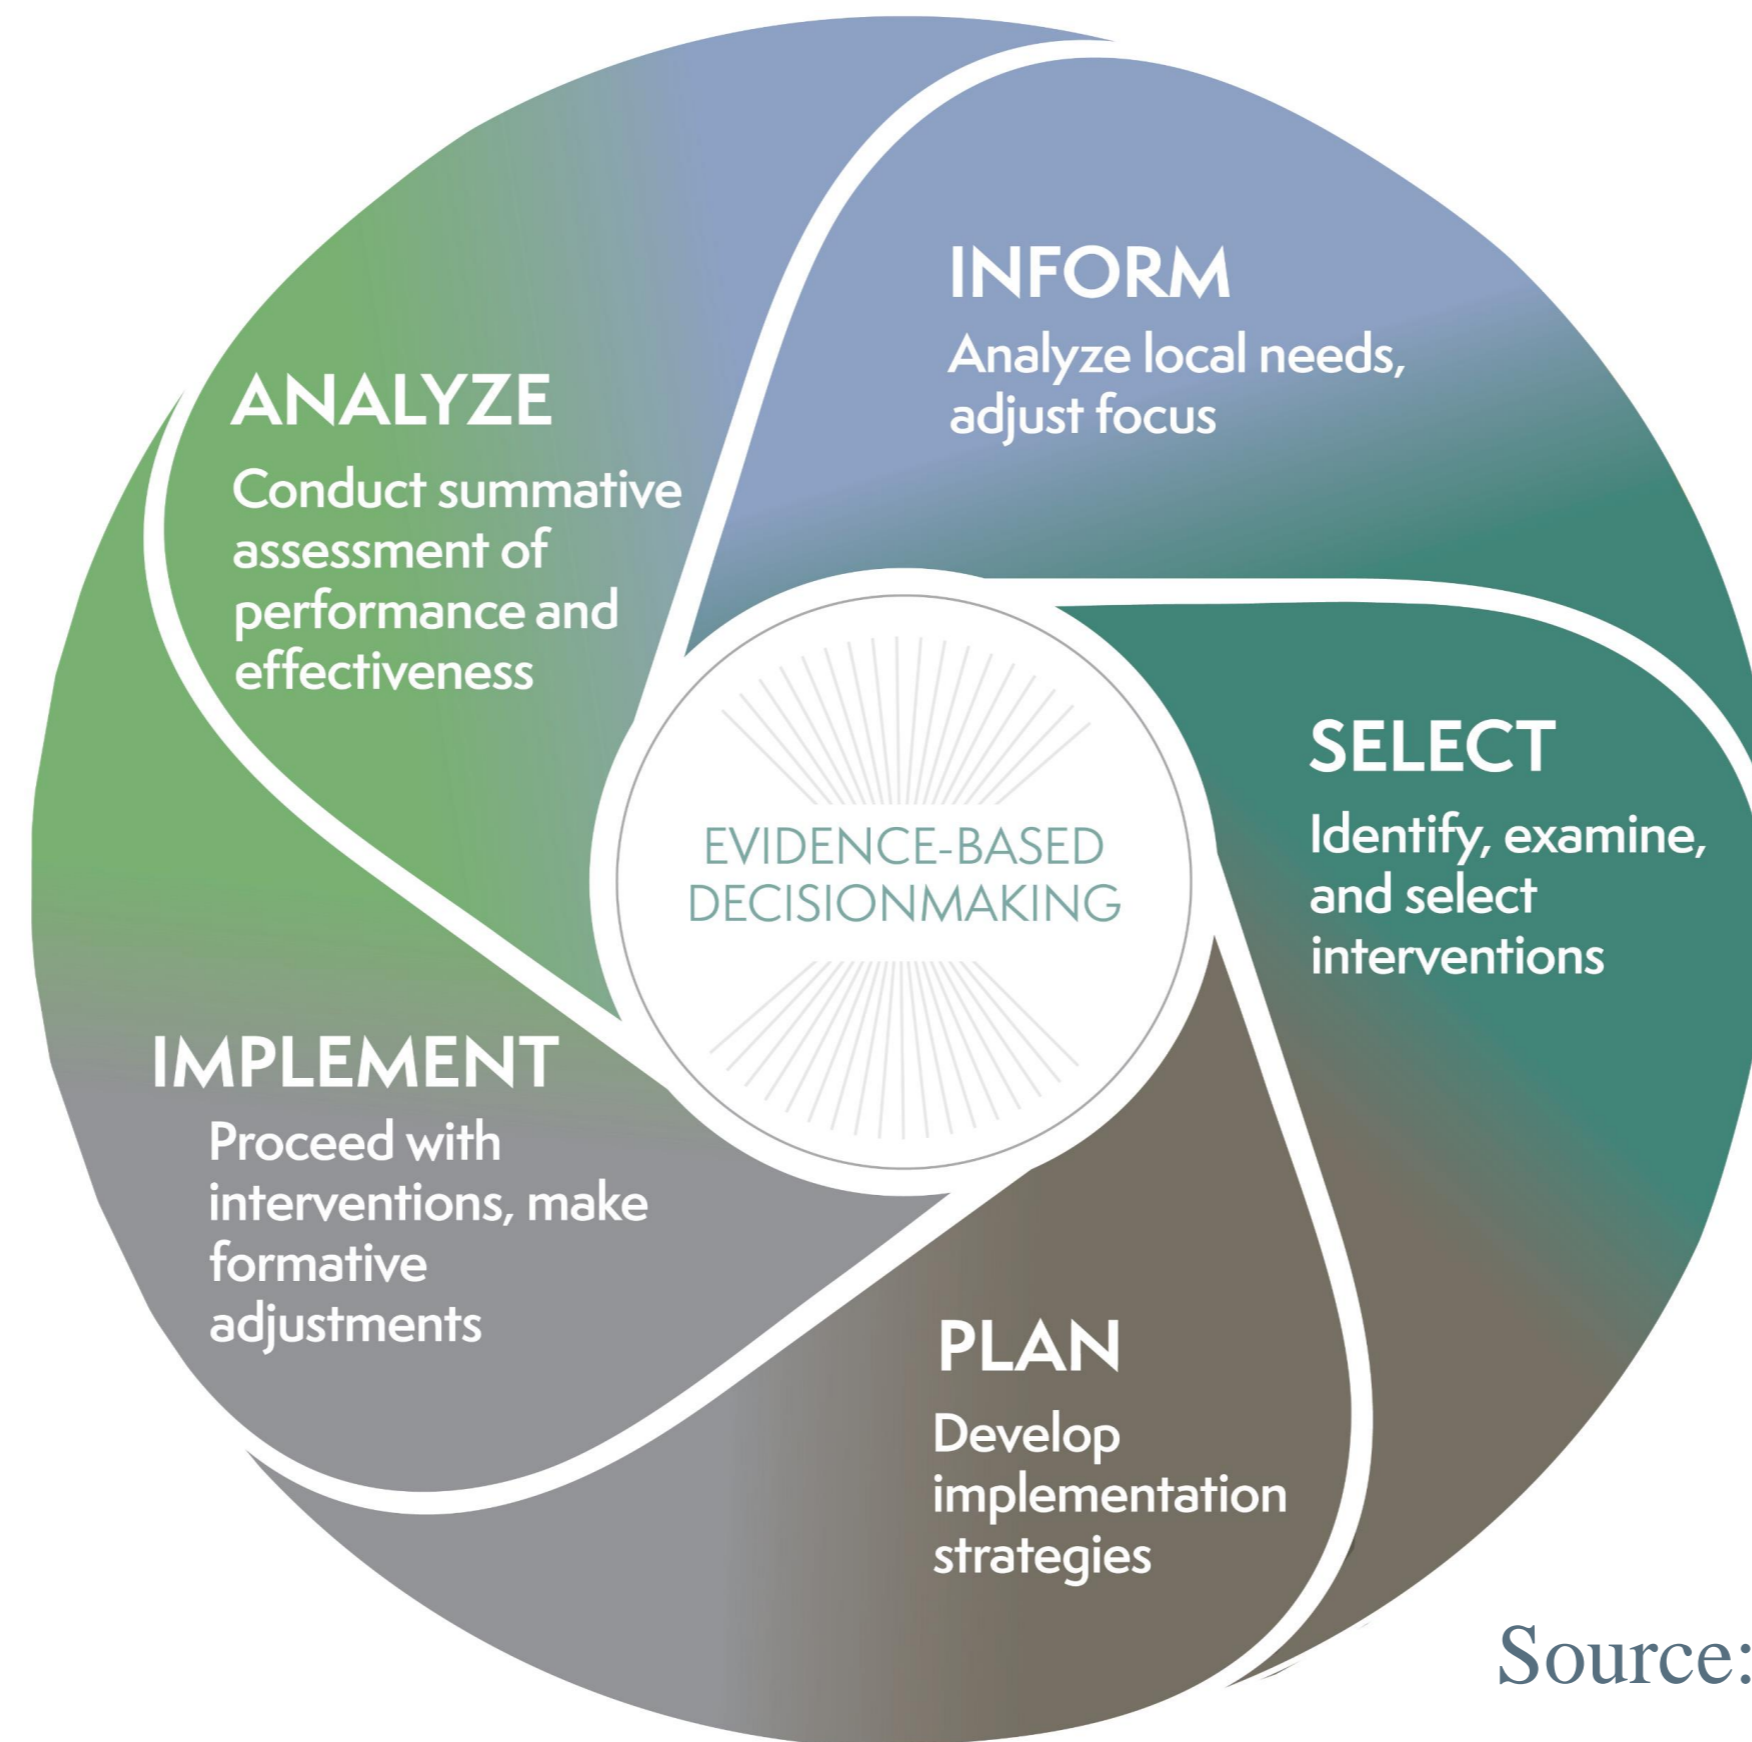 INFORM
Analyze local needs,
adjust focus
SELECT
Identify, examine,
and select
interventions
PLAN
Develop
implementation
strategies
IMPLEMENT
Proceed with
interventions, make
formative
adjustments
ANALYZE
Conduct summative
assessment of
performance and
effectiveness
EVIDENCE-BASED
DECISIONMAKING
Source: